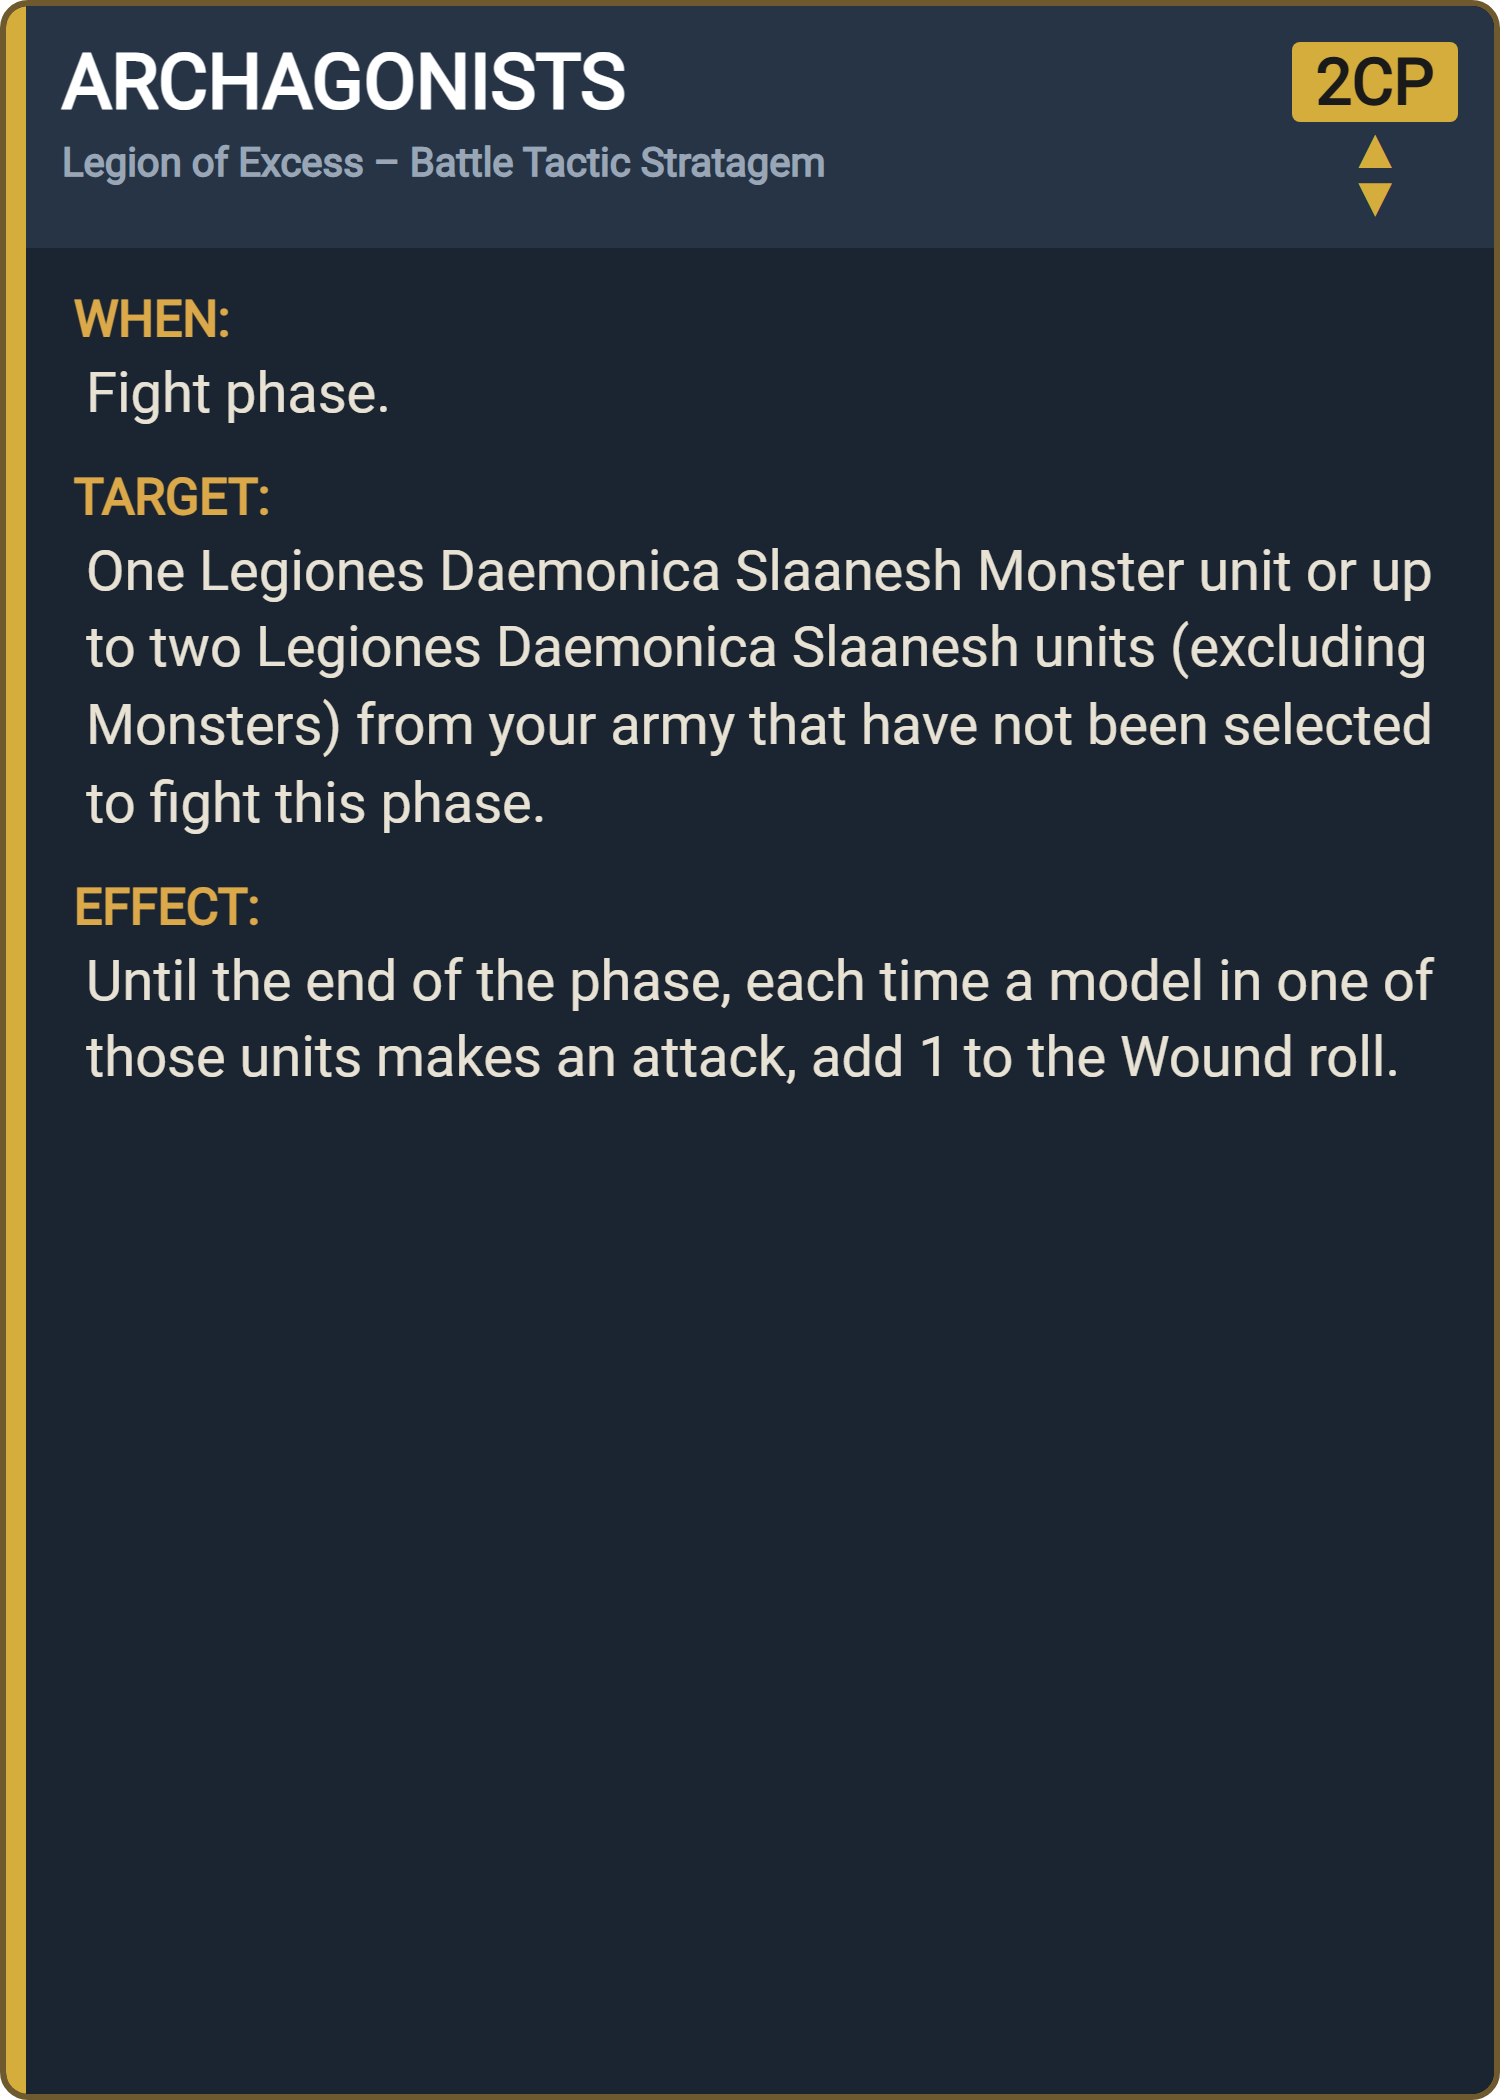 ARCHAGONISTS
Legion of Excess – Battle Tactic Stratagem
2CP
▲
▼
WHEN:
Fight phase.
TARGET:
One Legiones Daemonica Slaanesh Monster unit or up
to two Legiones Daemonica Slaanesh units (excluding
Monsters) from your army that have not been selected
to fight this phase.
EFFECT:
Until the end of the phase, each time a model in one of
those units makes an attack, add 1 to the Wound roll.